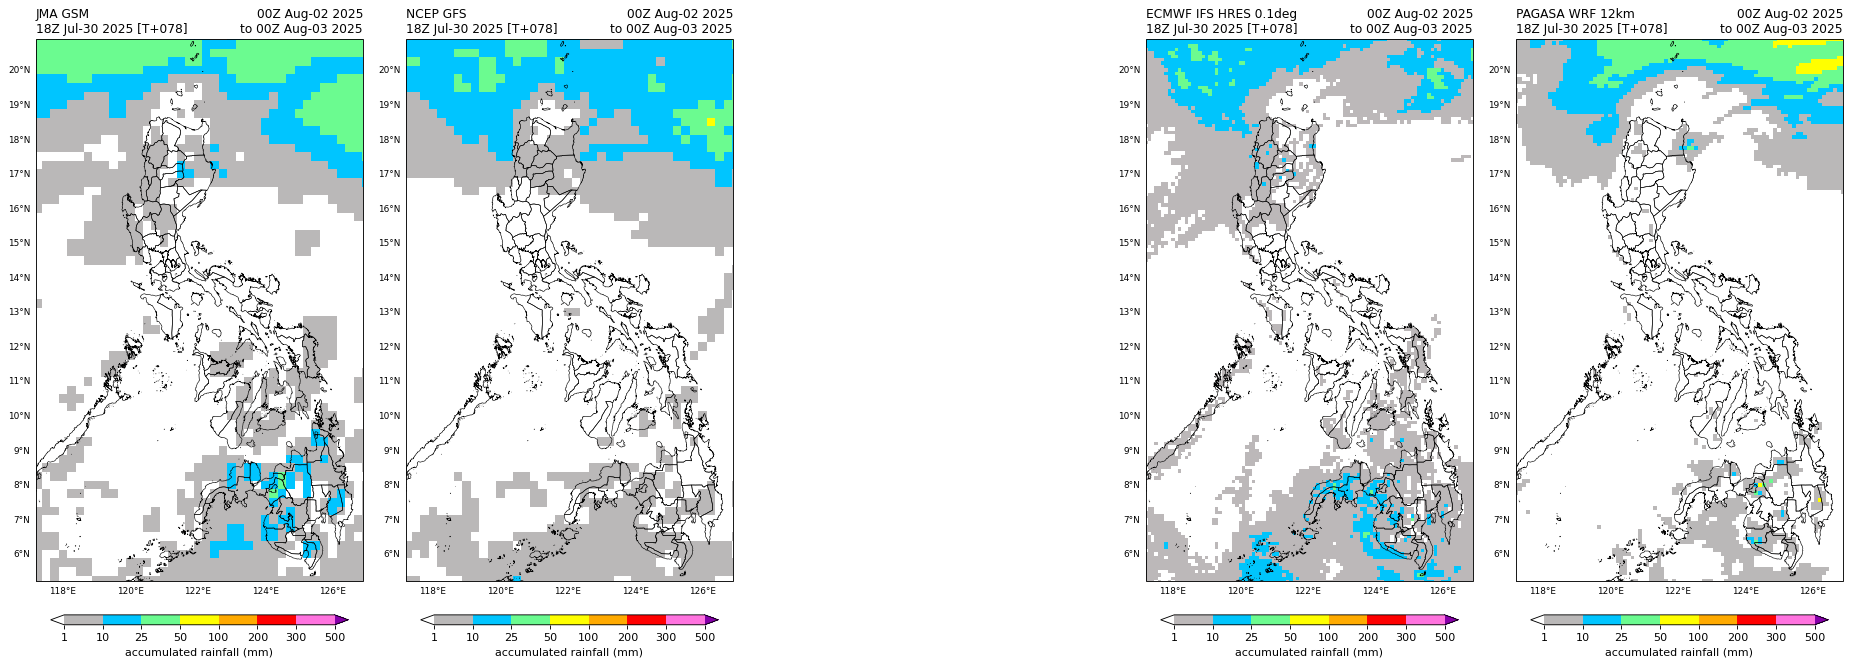 JMA GSM 00Z Aug-02 2025
18Z Jul-30 2025 [T+078] to 00Z Aug-03 2025
20°N
19°N
18°N
17°N
16°N
15°N
14°N
13°N
12°N
11°N
10°N
9°N
8°N
7°N
6°N
118°E 120°E 122°E 124°E 126°E
1 10 25 50 100 200 300 500
accumulated rainfall (mm)
NCEP GFS 00Z Aug-02 2025
18Z Jul-30 2025 [T+078] to 00Z Aug-03 2025
20°N
19°N
18°N
17°N
16°N
15°N
14°N
13°N
12°N
11°N
10°N
9°N
8°N
7°N
6°N
118°E 120°E 122°E 124°E 126°E
1 10 25 50 100 200 300 500
accumulated rainfall (mm)
ECMWF IFS HRES 0.1deg 00Z Aug-02 2025
18Z Jul-30 2025 [T+078] to 00Z Aug-03 2025
20°N
19°N
18°N
17°N
16°N
15°N
14°N
13°N
12°N
11°N
10°N
9°N
8°N
7°N
6°N
118°E 120°E 122°E 124°E 126°E
1 10 25 50 100 200 300 500
accumulated rainfall (mm)
PAGASA WRF 12km 00Z Aug-02 2025
18Z Jul-30 2025 [T+078] to 00Z Aug-03 2025
20°N
19°N
18°N
17°N
16°N
15°N
14°N
13°N
12°N
11°N
10°N
9°N
8°N
7°N
6°N
118°E 120°E 122°E 124°E 126°E
1 10 25 50 100 200 300 500
accumulated rainfall (mm)